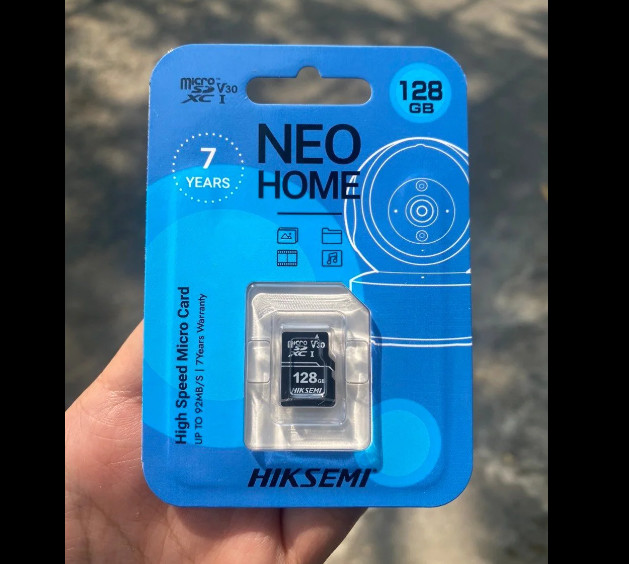 micro SD XC I V30
128
GB
7
YEARS
NEO
HOME
High Speed Micro Card
UP TO 92MB/S | 7Years Warranty
micro SD XC I V30
128GB
HIKSEMI
HIKSEMI